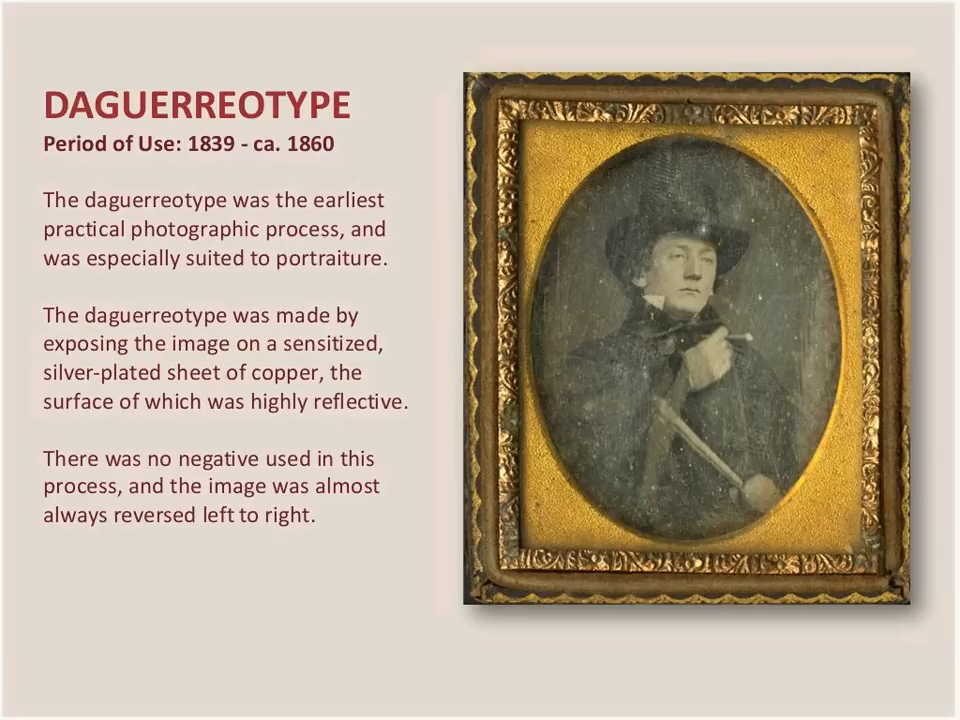 DAGUERREOTYPE
Period of Use: 1839 - ca. 1860
The daguerreotype was the earliest
practical photographic process, and
was especially suited to portraiture.
The daguerreotype was made by
exposing the image on a sensitized,
silver-plated sheet of copper, the
surface of which was highly reflective.
There was no negative used in this
process, and the image was almost
always reversed left to right.